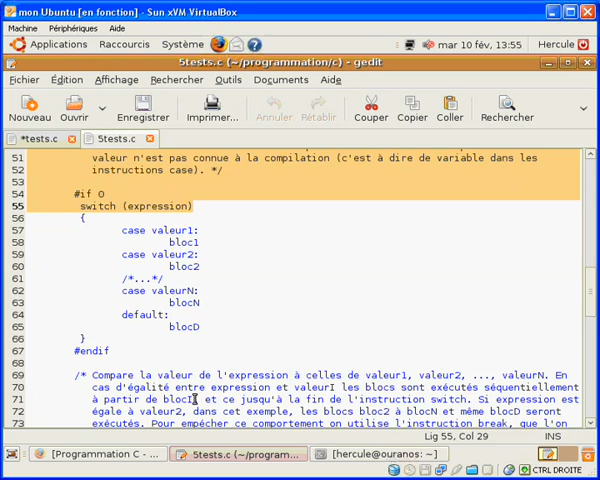 mon Ubuntu [en fonction] - Sun xVM VirtualBox
Machine Périphériques Aide
Applications Raccourcis Système mar 10 fév, 13:55 Hercule
5tests.c (~/programmation/c) - gedit
Fichier Édition Affichage Rechercher Outils Documents Aide
Nouveau Ouvrir Enregistrer Imprimer... Annuler Rétablir Couper Copier Coller Rechercher
*tests.c 5tests.c
51 valeur n'est pas connue à la compilation (c'est à dire de variable dans les
52 instructions case). */
53
54 #if 0
55 switch (expression)
56 {
57 case valeur1:
58 bloc1
59 case valeur2:
60 bloc2
61 /*...*/
62 case valeurN:
63 blocN
64 default:
65 blocD
66 }
67 #endif
68
69 /* Compare la valeur de l'expression à celles de valeur1, valeur2, ..., valeurN. En
70 cas d'égalité entre expression et valeurI les blocs sont exécutés séquentiellement
71 à partir de blocI, et ce jusqu'à la fin de l'instruction switch. Si expression est
72 égale à valeur2, dans cet exemple, les blocs bloc2 à blocN et même blocD seront
73 exécutés. Pour empêcher ce comportement on utilise l'instruction break, que l'on
Lig 55, Col 29 INS
[Programmation C - ... 5tests.c (~/program... [hercule@ouranos: ~]
CTRL DROITE